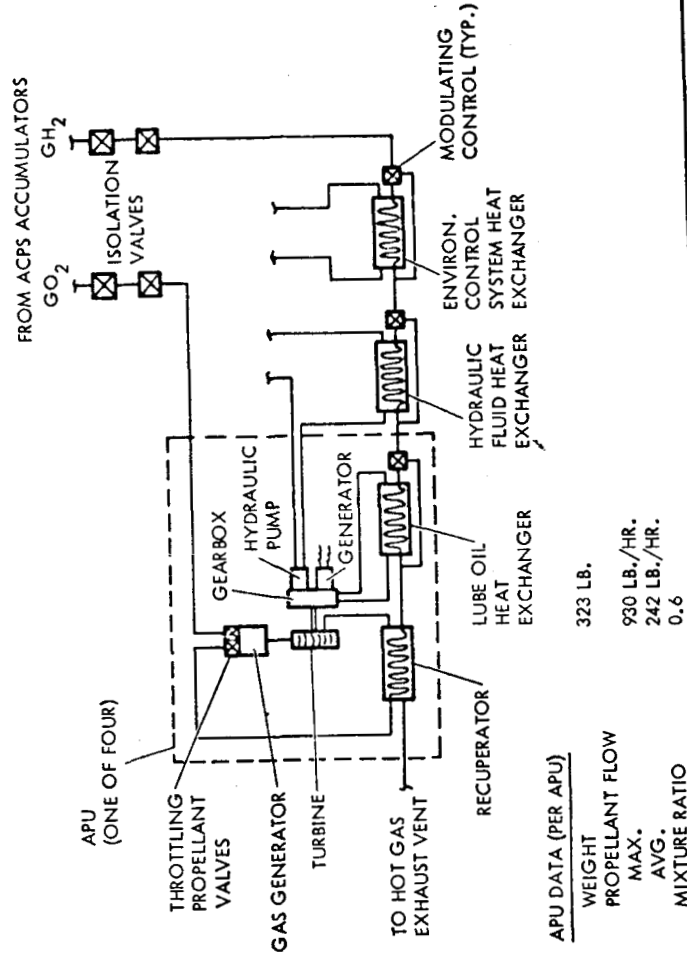 FROM ACPS ACCUMULATORS
GO2
GH2
ISOLATION
VALVES
APU
(ONE OF FOUR)
THROTTLING
PROPELLANT
VALVES
GAS GENERATOR
TURBINE
TO HOT GAS
EXHAUST VENT
GEARBOX
HYDRAULIC
PUMP
GENERATOR
RECUPERATOR
LUBE OIL
HEAT
EXCHANGER
HYDRAULIC
FLUID HEAT
EXCHANGER
ENVIRON.
CONTROL
SYSTEM HEAT
EXCHANGER
MODULATING
CONTROL (TYP.)
APU DATA (PER APU)
WEIGHT 323 LB.
PROPELLANT FLOW
MAX. 930 LB./HR.
AVG. 242 LB./HR.
MIXTURE RATIO 0.6